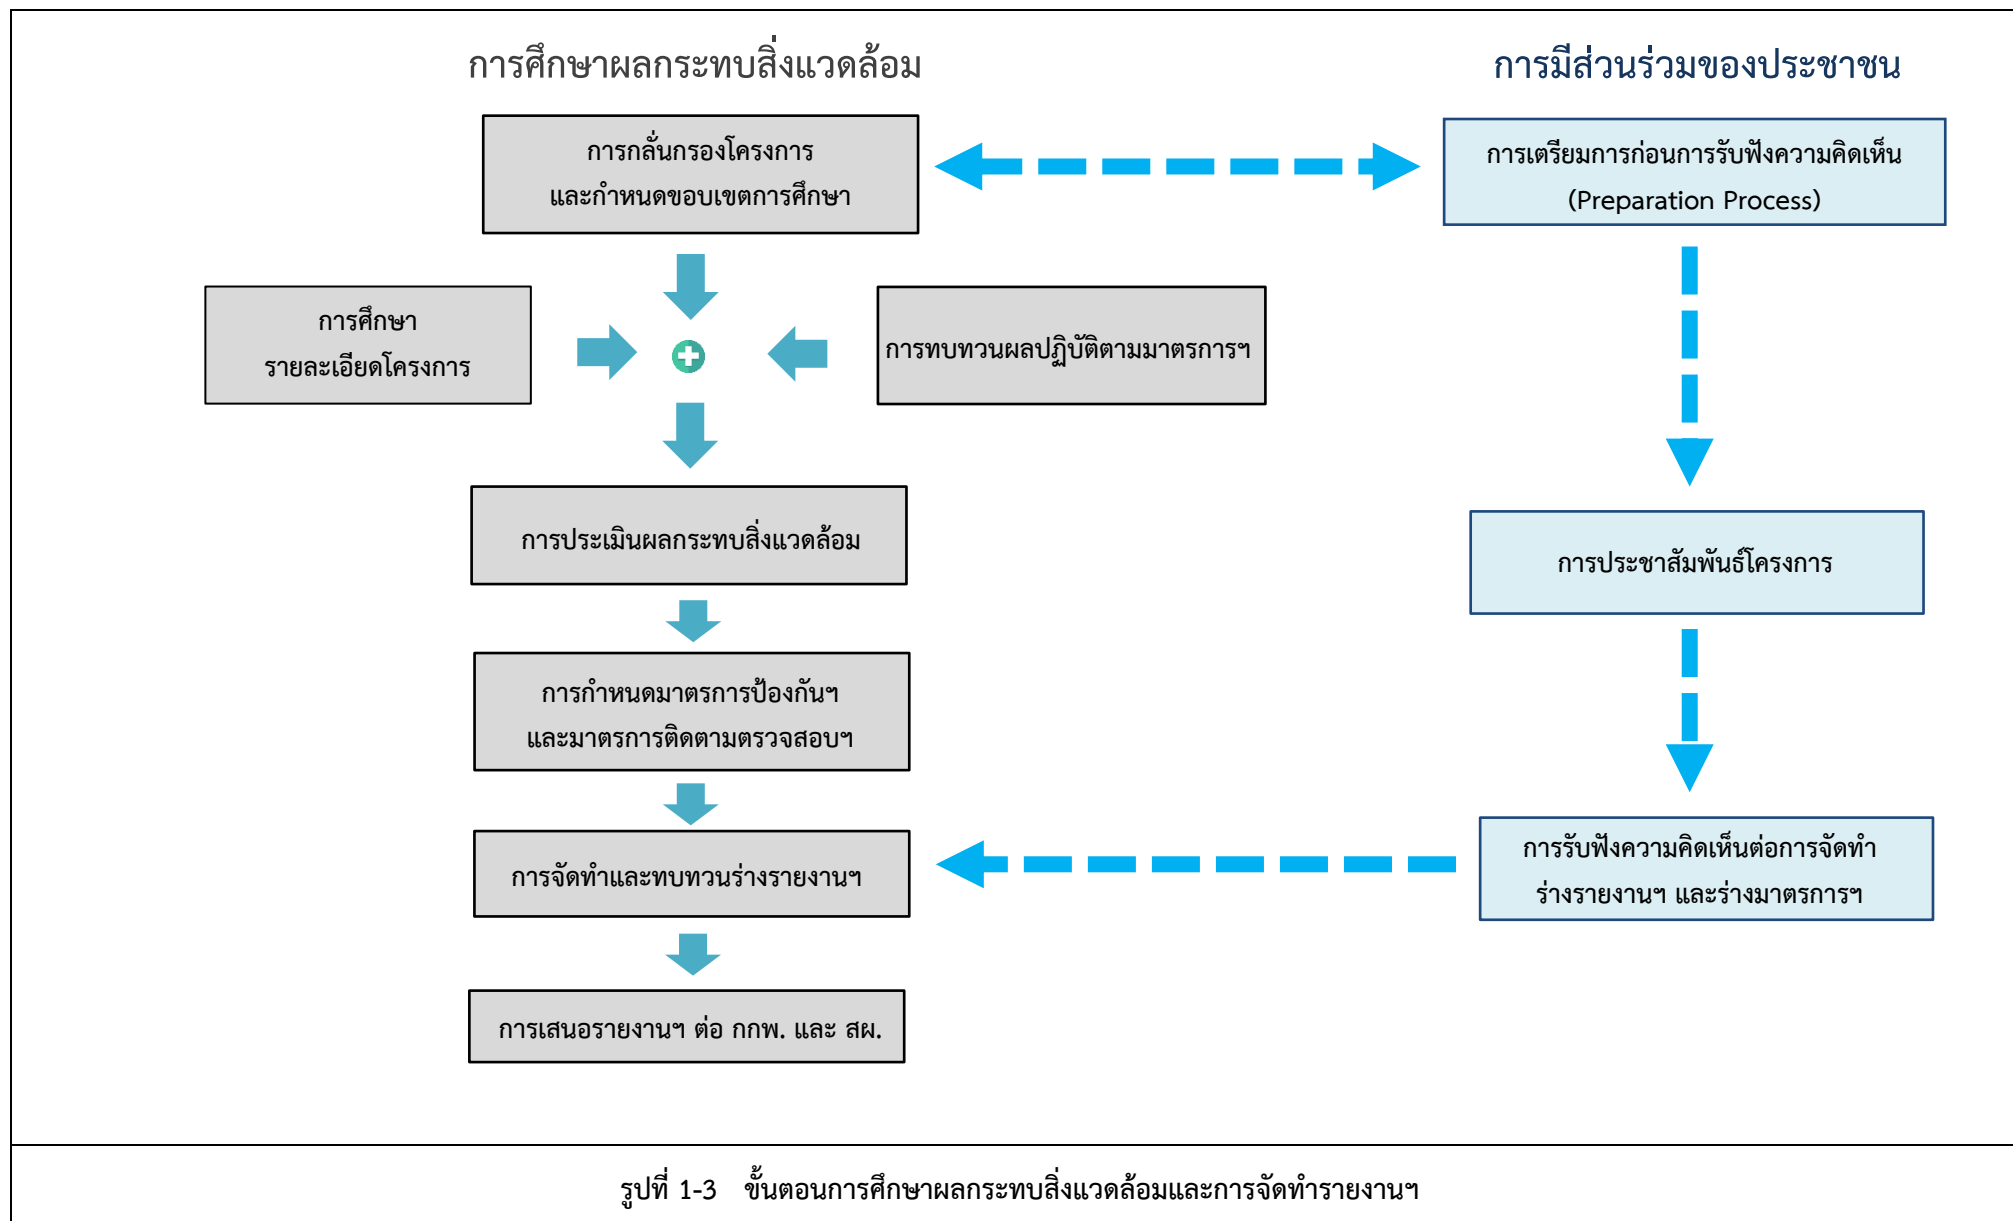 การศึกษาผลกระทบสิ่งแวดล้อม
การมีส่วนร่วมของประชาชน
การกลั่นกรองโครงการ
และกำหนดขอบเขตการศึกษา
การเตรียมการก่อนการรับฟังความคิดเห็น
(Preparation Process)
การศึกษา
รายละเอียดโครงการ
การทบทวนผลปฏิบัติตามมาตรการฯ
การประเมินผลกระทบสิ่งแวดล้อม
การประชาสัมพันธ์โครงการ
การกำหนดมาตรการป้องกันฯ
และมาตรการติดตามตรวจสอบฯ
การจัดทำและทบทวนร่างรายงานฯ
การรับฟังความคิดเห็นต่อการจัดทำ
ร่างรายงานฯ และร่างมาตรการฯ
การเสนอรายงานฯ ต่อ กกพ. และ สผ.
รูปที่ 1-3 ขั้นตอนการศึกษาผลกระทบสิ่งแวดล้อมและการจัดทำรายงานฯ